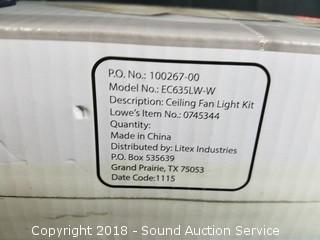 P.O. No.: 100267-00
Model No.: EC635LW-W
Description: Ceiling Fan Light Kit
Lowe's Item No.: 0745344
Quantity:
Made in China
Distributed by: Litex Industries
P.O. Box 535639
Grand Prairie, TX 75053
Date Code:1115
Copyright 2018 - Sound Auction Service